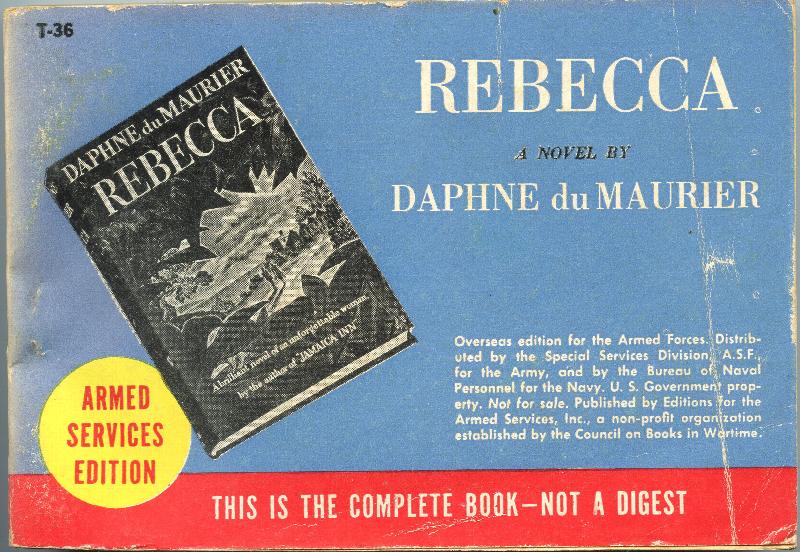 T-36
DAPHNE du MAURIER
REBECCA
A brilliant novel of an unforgettable woman
by the author of "JAMAICA INN"
REBECCA
A NOVEL BY
DAPHNE du MAURIER
Overseas edition for the Armed Forces. Distrib-
uted by the Special Services Division, A.S.F.,
for the Army, and by the Bureau of Naval
Personnel for the Navy. U. S. Government prop-
erty. Not for sale. Published by Editions for the
Armed Services, Inc., a non-profit organization
established by the Council on Books in Wartime.
ARMED
SERVICES
EDITION
THIS IS THE COMPLETE BOOK—NOT A DIGEST